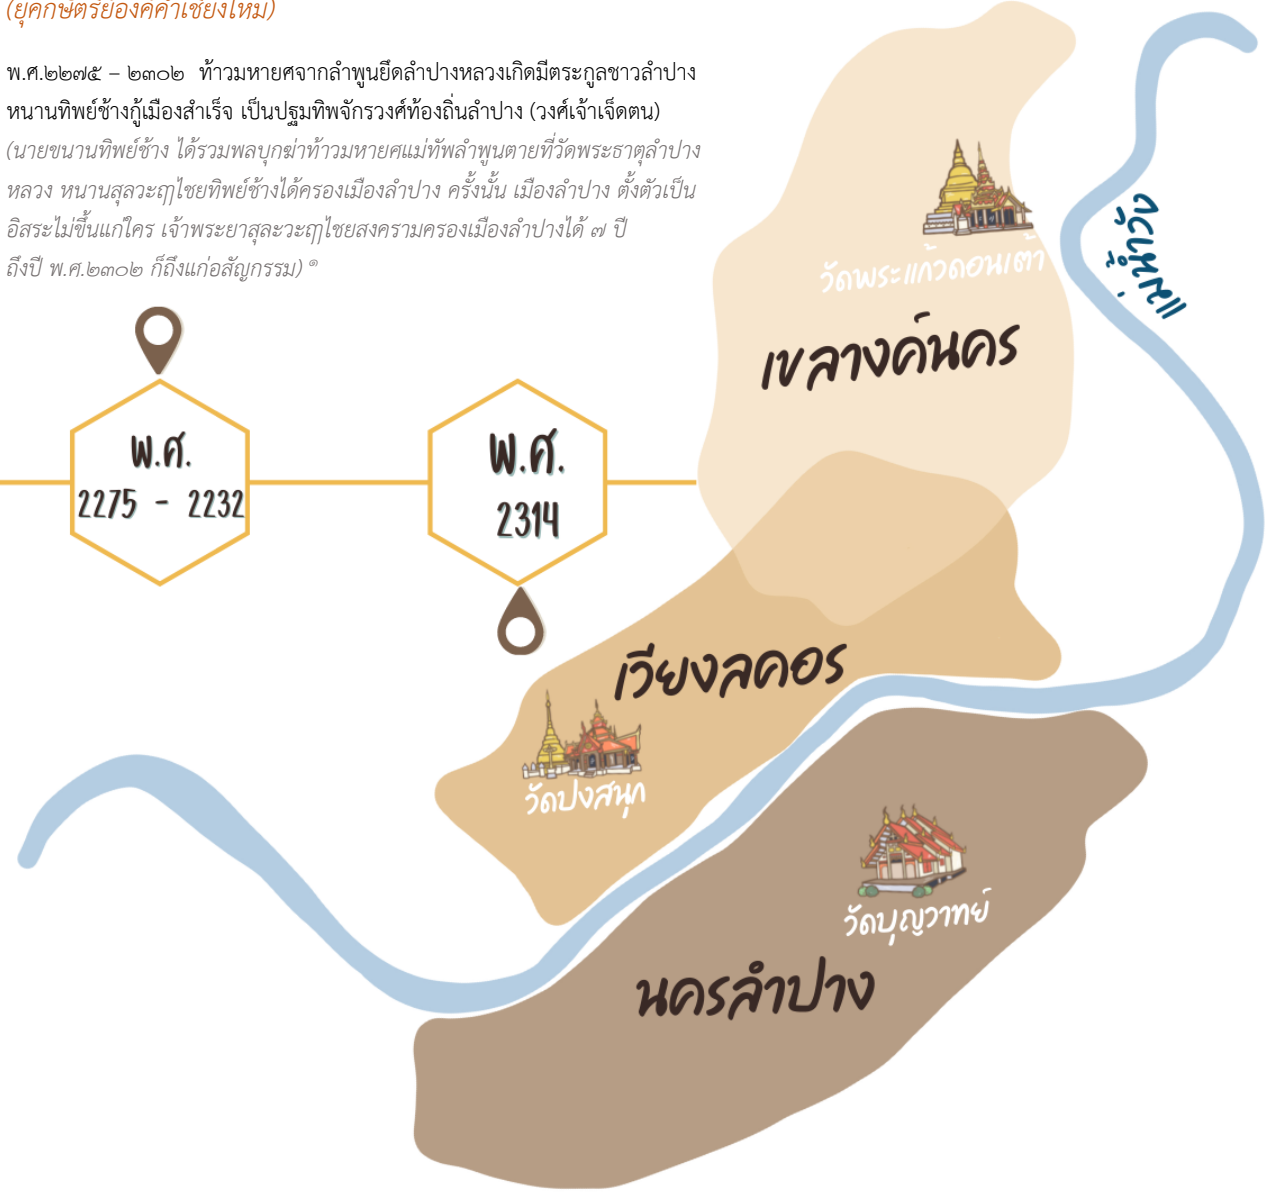 (ยุคกษัตริย์องค์คำเชียงใหม่)
พ.ศ.๒๒๗๕ – ๒๓๐๒ ท้าวมหายศจากลำพูนยึดลำปางหลวงเกิดมีตระกูลชาวลำปาง
หนานทิพย์ช้างกู้เมืองสำเร็จ เป็นปฐมทิพจักรวงศ์ท้องถิ่นลำปาง (วงศ์เจ้าเจ็ดตน)
(นายขนานทิพย์ช้าง ได้รวมพลบุกฆ่าท้าวมหายศแม่ทัพลำพูนตายที่วัดพระธาตุลำปาง
หลวง หนานสุลวะฤๅไชยทิพย์ช้างได้ครองเมืองลำปาง ครั้งนั้น เมืองลำปาง ตั้งตัวเป็น
อิสระไม่ขึ้นแก่ใคร เจ้าพระยาสุละวะฤๅไชยสงครามครองเมืองลำปางได้ ๗ ปี
ถึงปี พ.ศ.๒๓๐๒ ก็ถึงแก่อสัญกรรม) ๑
พ.ศ.
2275 - 2232
พ.ศ.
2314
วัดพระแก้วดอนเต้า
เขลางค์นคร
แม่น้ำวัง
เวียงลคอร
วัดปงสนุก
วัดบุญวาทย์
นครลำปาง